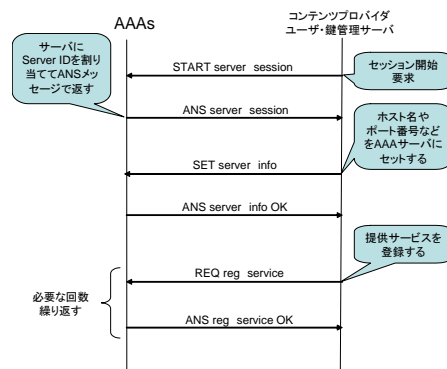 AAAs
コンテンツプロバイダ
ユーザ・鍵管理サーバ
サーバに
Server IDを割り
当ててANSメッ
セージで返す
START server session
セッション開始
要求
ANS server session
ホスト名や
ポート番号など
をAAAサーバに
セットする
SET server info
ANS server info OK
提供サービスを
登録する
REQ reg service
必要な回数
繰り返す
ANS reg service OK